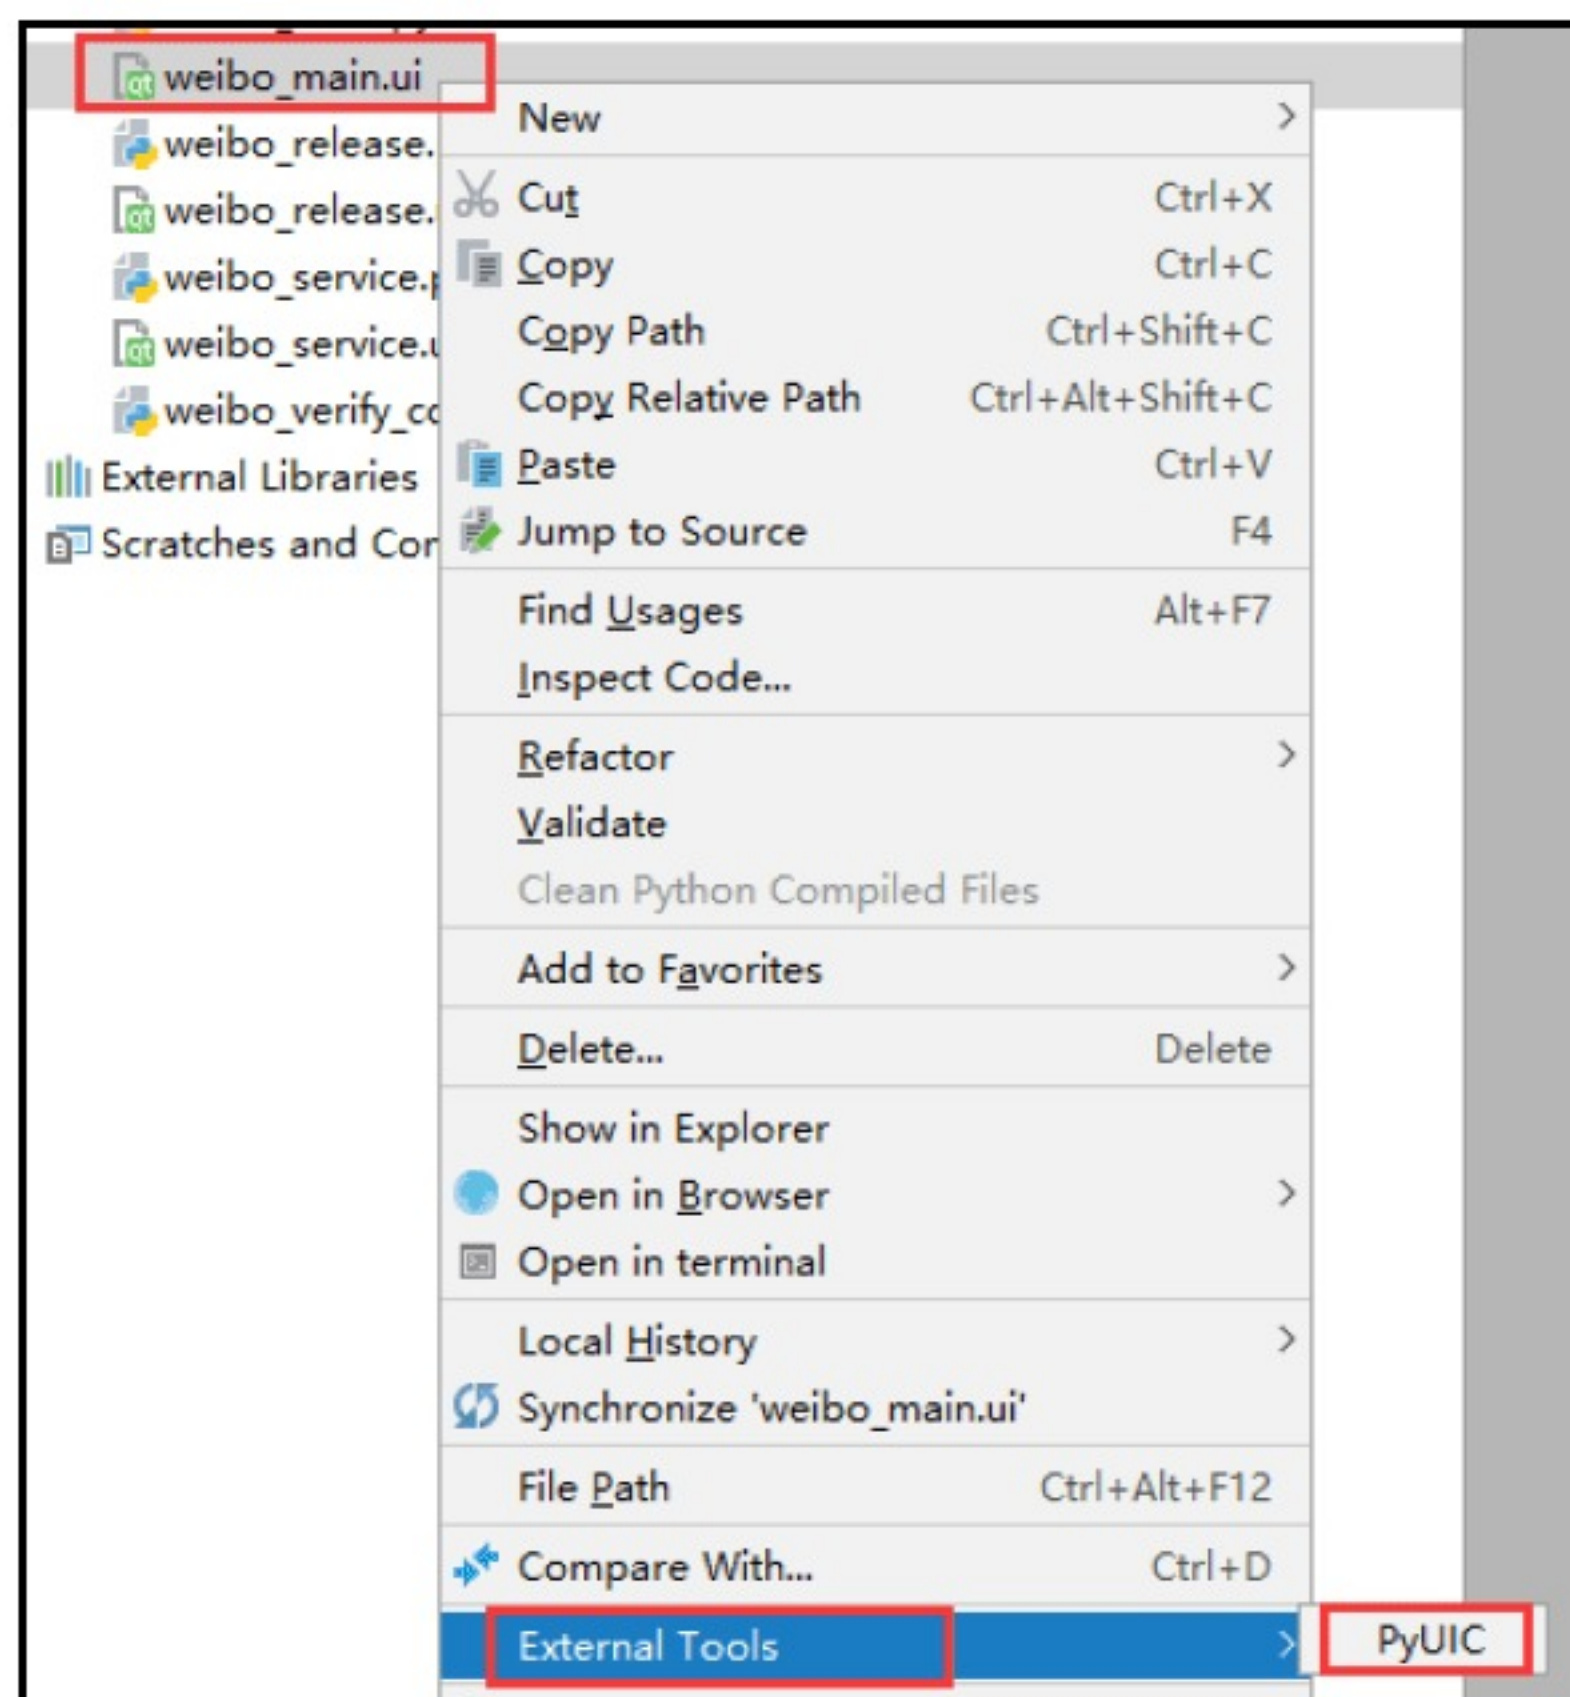 weibo_main.ui
weibo_release.
weibo_release.
weibo_service.
weibo_service.
weibo_verify_
External Libraries
Scratches and
New
Cut Ctrl+X
Copy Ctrl+C
Copy Path Ctrl+Shift+C
Copy Relative Path Ctrl+Alt+Shift+C
Paste Ctrl+V
Jump to Source F4
Find Usages Alt+F7
Inspect Code...
Refactor
Validate
Clean Python Compiled Files
Add to Favorites
Delete... Delete
Show in Explorer
Open in Browser
Open in terminal
Local History
Synchronize 'weibo_main.ui'
File Path Ctrl+Alt+F12
Compare With... Ctrl+D
External Tools
PyUIC